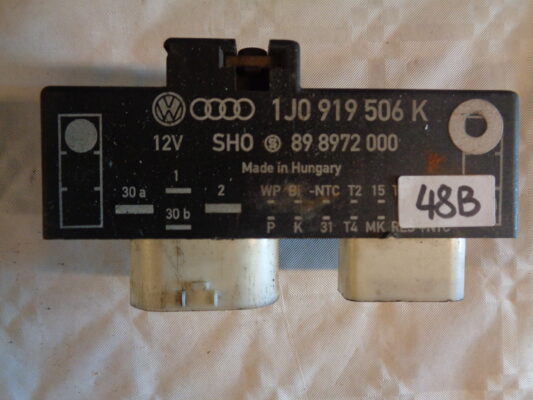 1J0 919 506 K
12V SHO 89 8972 000
Made in Hungary
30 a 1 2 WP -NTC T2 15
48B
30 b P K 31 T4 MK